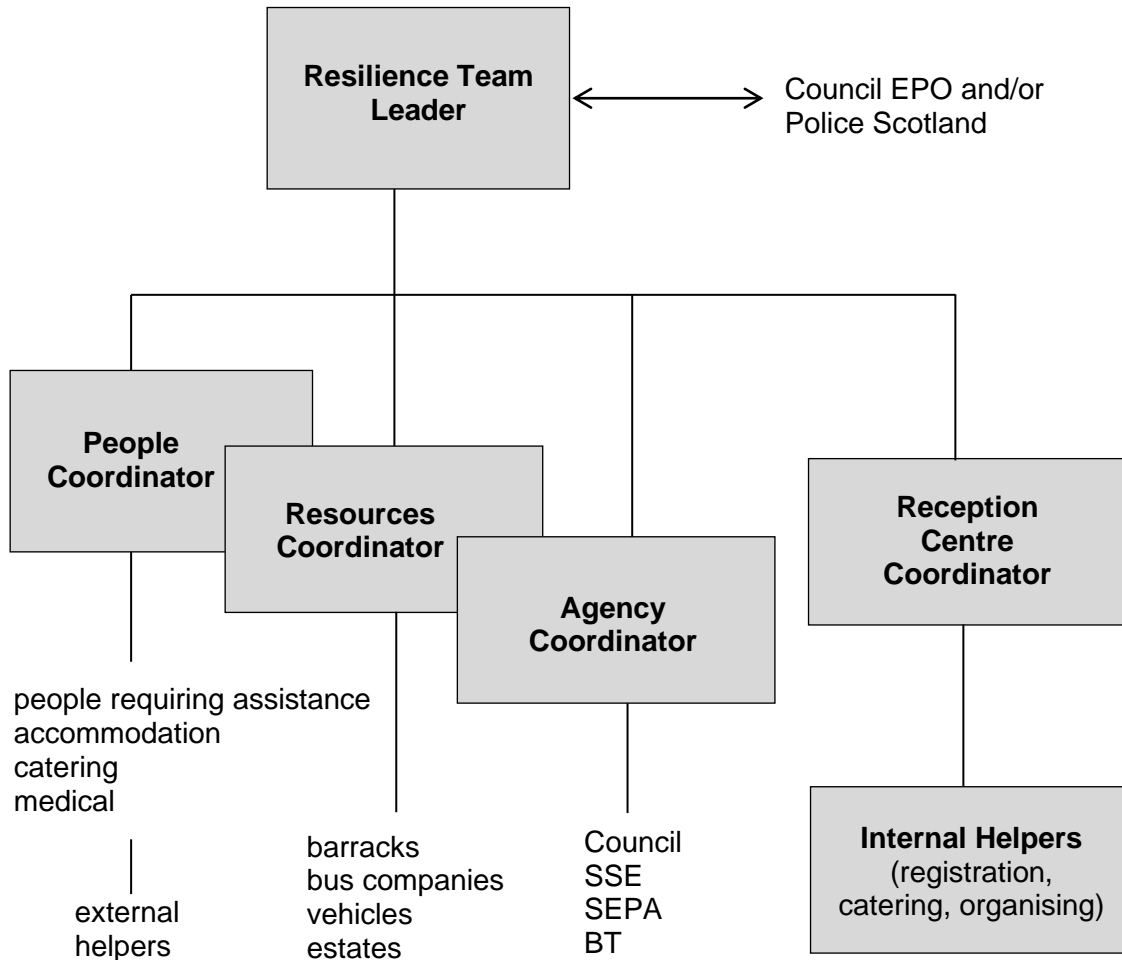 Resilience Team
Leader
Council EPO and/or
Police Scotland
People
Coordinator
Resources
Coordinator
Agency
Coordinator
Reception
Centre
Coordinator
people requiring assistance
accommodation
catering
medical
external
helpers
barracks
bus companies
vehicles
estates
Council
SSE
SEPA
BT
Internal Helpers
(registration,
catering, organising)